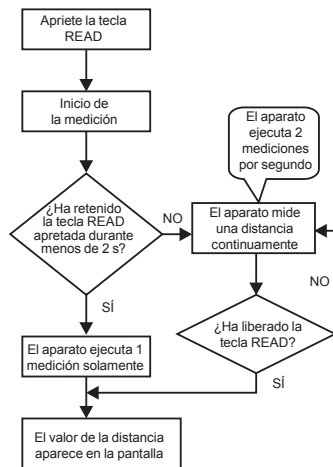 Apriete la tecla
READ
Inicio de
la medición
¿Ha retenido
la tecla READ
apretada durante
menos de 2 s?
NO
SÍ
El aparato ejecuta 1
medición solamente
El valor de la distancia
aparece en la pantalla
El aparato
ejecuta 2
mediciones
por segundo
El aparato mide
una distancia
continuamente
NO
¿Ha liberado la
tecla READ?
SÍ